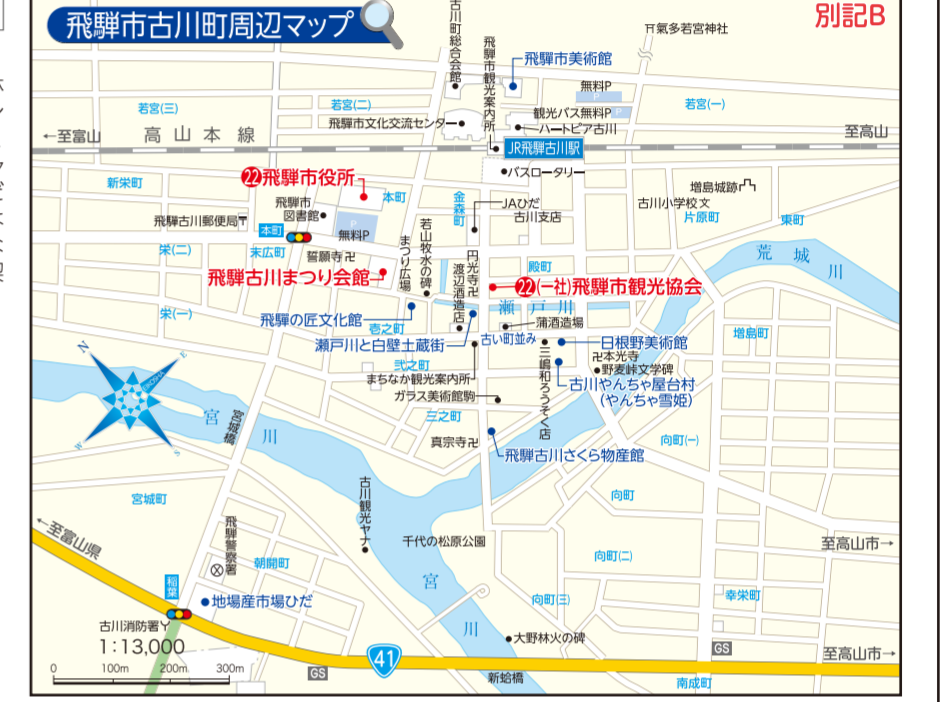 飛騨市古川町周辺マップ
別記B
古川町総合会館
飛騨市観光案内所
飛騨市美術館
氣多若宮神社
無料P
P
観光バス無料P
若宮(三)
若宮(二)
若宮(一)
飛騨市文化交流センター
ハートピア古川
←至富山
高山本線
至高山
JR飛騨古川駅
バスロータリー
新栄町
22飛騨市役所
本町
金森町
JAひだ
古川支店
増島城跡
古川小学校文
片原町
東町
飛騨市
図書館
飛騨古川郵便局〒
本町
P
無料P
若山牧水の碑
まつり広場
円光寺卍
渡辺酒造店
栄(二)
末広町
誓願寺卍
殿町
荒城川
飛騨古川まつり会館
22(一社)飛騨市観光協会
瀬戸川
栄(一)
飛騨の匠文化館
壱之町
蒲酒造場
増島町
瀬戸川と白壁土蔵街
古い町並み
日根野美術館
三嶋和ろうそく店
卍本光寺
野麦峠文学碑
弐之町
まちなか観光案内所
古川やんちゃ屋台村
(やんちゃ雪姫)
ガラス美術館駒
N
E
W
S
宮川
宮城橋
三之町
真宗寺卍
向町(一)
飛騨古川さくら物産館
宮城町
古川観光ヤナ
向町
←至富山県
飛騨警察署
千代の松原公園
至高山市→
朝開町
向町(二)
宮川
稲葉
地場産市場ひだ
向町(三)
幸栄町
古川消防署Y
1:13,000
大野林火の碑
0 100m 200m 300m
GS
41
GS
至高山市→
新蛤橋
南成町